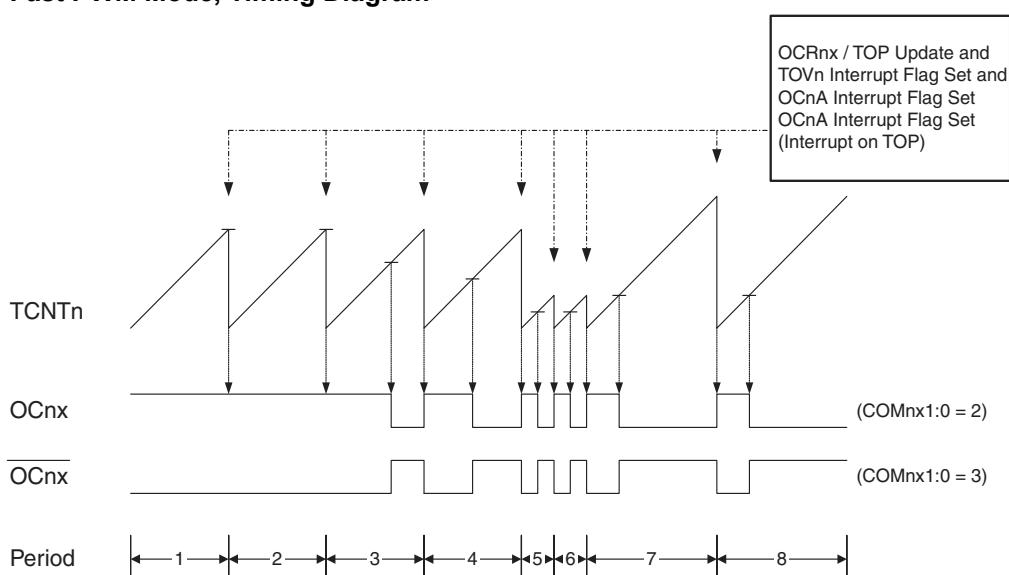 Fast PWM Mode, Timing Diagram
OCRnx / TOP Update and
TOVn Interrupt Flag Set and
OCnA Interrupt Flag Set
OCnA Interrupt Flag Set
(Interrupt on TOP)
TCNTn
OCnx
(COMnx1:0 = 2)
OCnx
(COMnx1:0 = 3)
Period
1 2 3 4 5 6 7 8